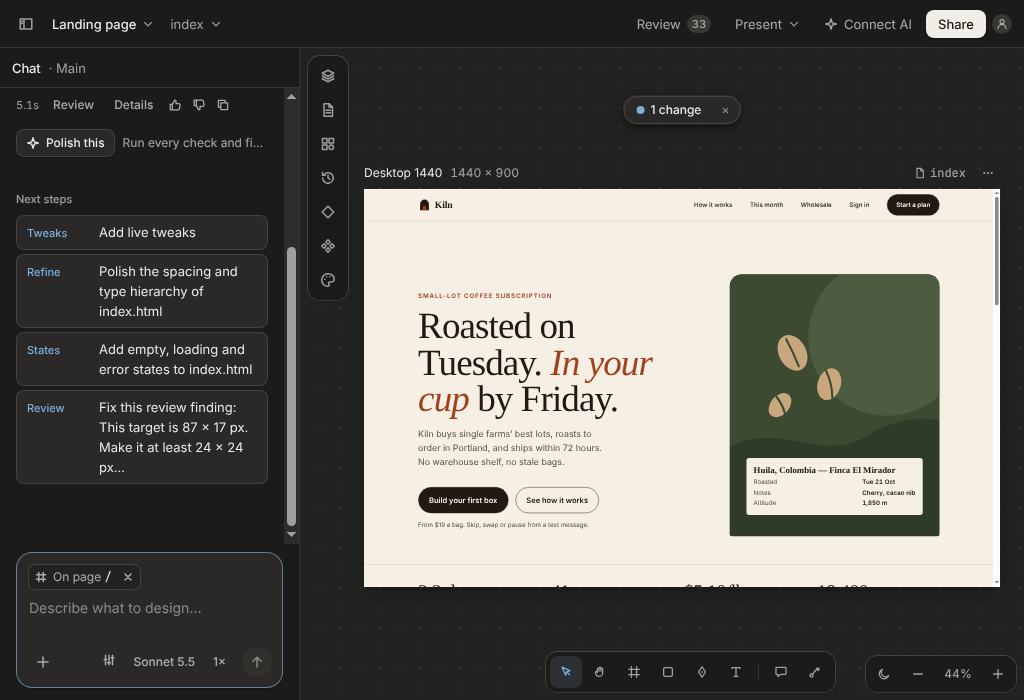 Landing page
index
Review 33
Present
Connect AI
Share
Chat · Main
5.1s Review Details
Polish this
Run every check and fi...
Next steps
Tweaks
Add live tweaks
Refine
Polish the spacing and
type hierarchy of
index.html
States
Add empty, loading and
error states to index.html
Review
Fix this review finding:
This target is 87 × 17 px.
Make it at least 24 × 24
px...
On page /
Describe what to design...
Sonnet 5.5
1×
1 change ×
Desktop 1440 1440 × 900
index
Kiln
How it works
This month
Wholesale
Sign in
Start a plan
SMALL-LOT COFFEE SUBSCRIPTION
Roasted on
Tuesday. In your
cup by Friday.
Kiln buys single farms' best lots, roasts to
order in Portland, and ships within 72 hours.
No warehouse shelf, no stale bags.
Build your first box
See how it works
From $19 a bag. Skip, swap or pause from a text message.
Huila, Colombia — Finca El Mirador
Roasted Tue 21 Oct
Notes Cherry, cacao nib
Altitude 1,850 m
44%